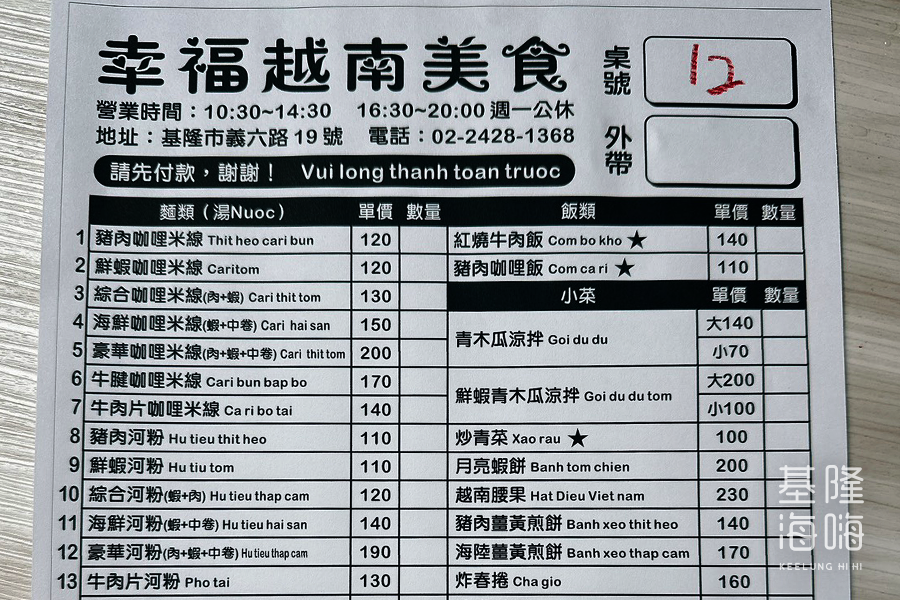 幸福越南美食
營業時間：10:30~14:30 16:30~20:00 週一公休
地址：基隆市義六路 19 號 電話：02-2428-1368
請先付款，謝謝！ Vui long thanh toan truoc
桌號 12
外帶
麵類（湯Nuoc） 單價 數量
1 豬肉咖哩米線 Thit heo cari bun 120
2 鮮蝦咖哩米線 Caritom 120
3 綜合咖哩米線(肉+蝦) Cari thit tom 130
4 海鮮咖哩米線(蝦+中卷) Cari hai san 150
5 豪華咖哩米線(肉+蝦+中卷) Cari thit tom 200
6 牛腱咖哩米線 Cari bun bap bo 170
7 牛肉片咖哩米線 Ca ri bo tai 140
8 豬肉河粉 Hu tieu thit heo 110
9 鮮蝦河粉 Hu tiu tom 110
10 綜合河粉(蝦+肉) Hu tieu thap cam 120
11 海鮮河粉(蝦+中卷) Hu tieu hai san 140
12 豪華河粉(肉+蝦+中卷) Hu tieu thap cam 190
13 牛肉片河粉 Pho tai 130
飯類 單價 數量
紅燒牛肉飯 Com bo kho ★ 140
豬肉咖哩飯 Com ca ri ★ 110
小菜 單價 數量
青木瓜涼拌 Goi du du 大140
小70
鮮蝦青木瓜涼拌 Goi du du tom 大200
小100
炒青菜 Xao rau ★ 100
月亮蝦餅 Banh tom chien 200
越南腰果 Hat Dieu Viet nam 230
豬肉薑黃煎餅 Banh xeo thit heo 140
海陸薑黃煎餅 Banh xeo thap cam 170
炸春捲 Cha gio 160
基隆
海嗨
KEELUNG HI HI